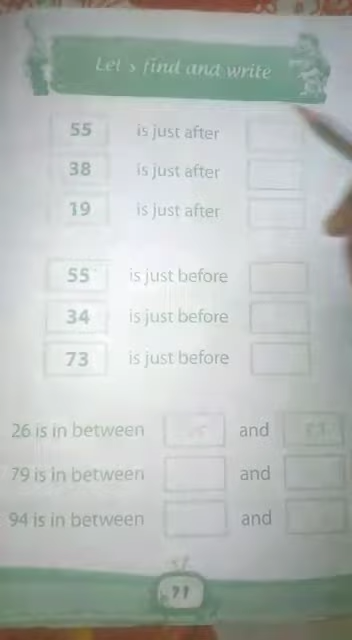 Let's find and write
55 is just after
38 is just after
19 is just after
55 is just before
34 is just before
73 is just before
26 is in between and
79 is in between and
94 is in between and